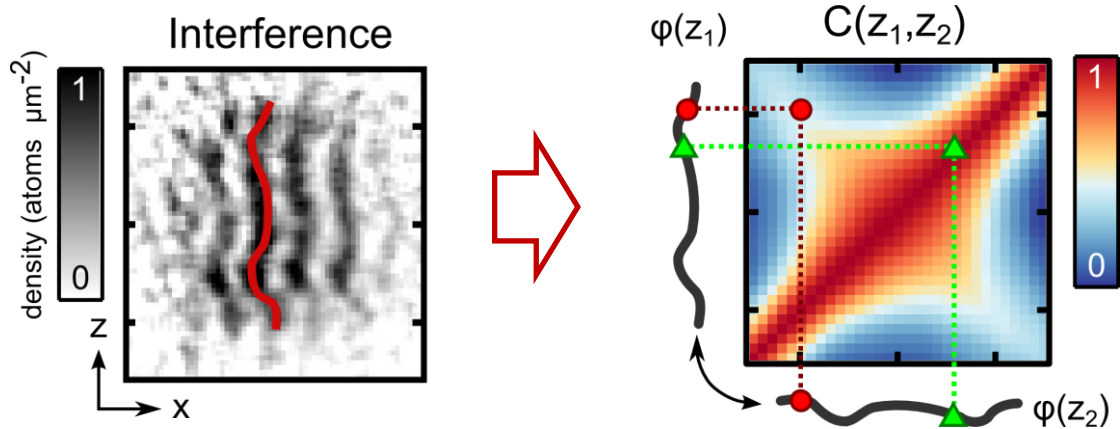 Interference
density (atoms μm⁻²)
1
0
z
x
φ(z₁)
C(z₁,z₂)
1
0
φ(z₂)